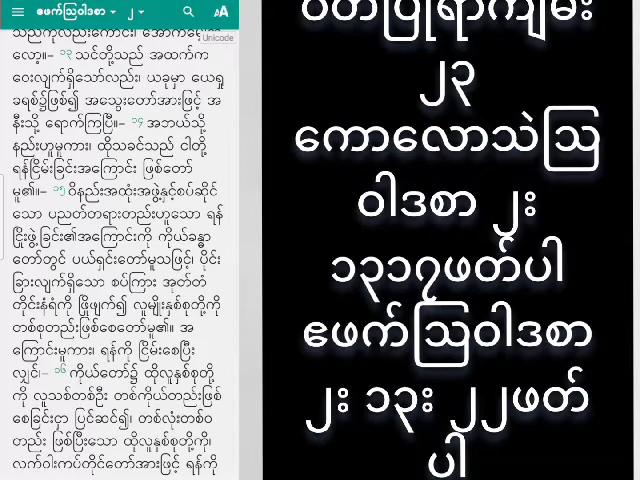 ဧဖက်ဩဝါဒစာ ၂
Unicode
သည်ကိုလည်းကောင်း၊
လော့။- ၁၃ သင်တို့သည် အထက်က
ဝေးလျက်ရှိသော်လည်း၊ ယခုမှာ ယေရှု
ခရစ်၌ဖြစ်၍ အသွေးတော်အားဖြင့် အ
နီးသို့ ရောက်ကြပြီ။- ၁၄ အဘယ်သို့
နည်းဟူမူကား၊ ထိုသခင်သည် ငါတို့
ရန်ငြိမ်းခြင်းအကြောင်း ဖြစ်တော်
မူ၏။- ၁၅ ဝိနည်းအထုံးအဖွဲ့နှင့်စပ်ဆိုင်
သော ပညတ်တရားတည်းဟူသော ရန်
ငြိုးဖွဲ့ခြင်း၏အကြောင်းကို ကိုယ်ခန္ဓာ
တော်တွင် ပယ်ရှင်းတော်မူသဖြင့်၊ ပိုင်း
ခြားလျက်ရှိသော စပ်ကြား အုတ်တံ
တိုင်းနံရံကို ဖြိုဖျက်၍ လူမျိုးနှစ်စုတို့ကို
တစ်စုတည်းဖြစ်စေတော်မူ၏။ အ
ကြောင်းမူကား၊ ရန်ကို ငြိမ်းစေပြီး
လျှင်၊- ၁၆ ကိုယ်တော်၌ ထိုလူနှစ်စုတို့
ကို လူသစ်တစ်ဦး တစ်ကိုယ်တည်းဖြစ်
စေခြင်းငှာ ပြင်ဆင်၍၊ တစ်လုံးတစ်ဝ
တည်း ဖြစ်ပြီးသော ထိုလူနှစ်စုတို့ကို၊
လက်ဝါးကပ်တိုင်တော်အားဖြင့် ရန်ကို
ဝတ်ပြုရာကျမ်း
၂၃
ကောလောသဲဩ
ဝါဒစာ ၂း
၁၃၁၇ဖတ်ပါ
ဧဖက်ဩဝါဒစာ
၂း ၁၃း ၂၂ဖတ်
ပါ